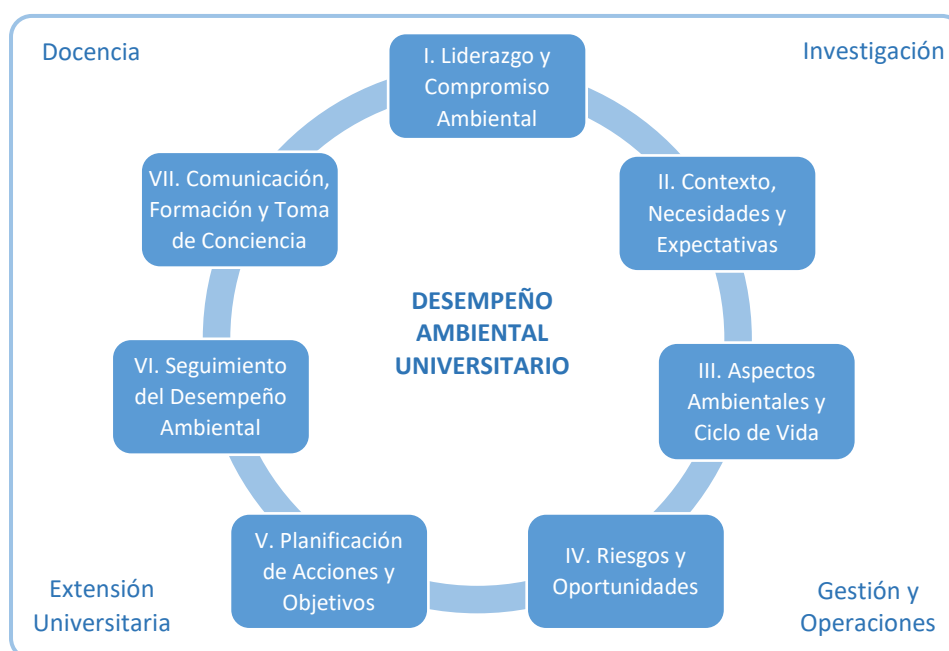 Docencia
Investigación
I. Liderazgo y
Compromiso
Ambiental
II. Contexto,
Necesidades y
Expectativas
III. Aspectos
Ambientales y
Ciclo de Vida
IV. Riesgos y
Oportunidades
V. Planificación
de Acciones y
Objetivos
VI. Seguimiento
del Desempeño
Ambiental
VII. Comunicación,
Formación y Toma
de Conciencia
DESEMPEÑO
AMBIENTAL
UNIVERSITARIO
Extensión
Universitaria
Gestión y
Operaciones